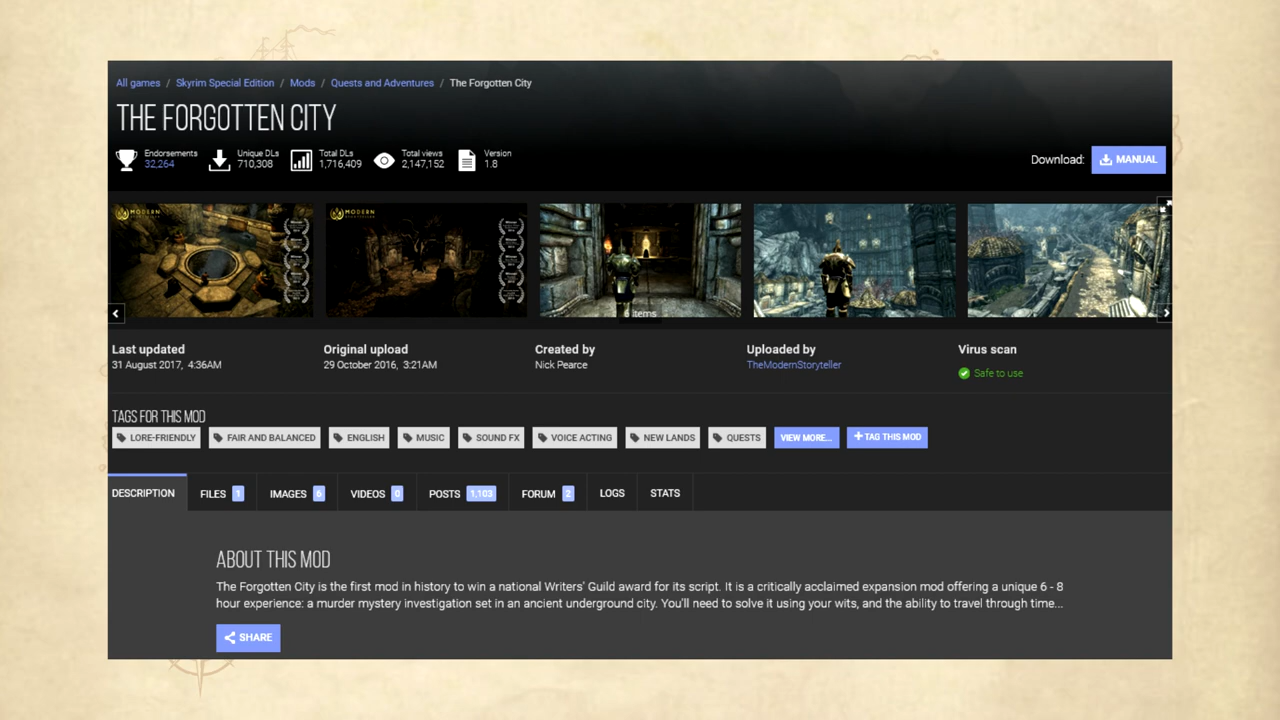 All games / Skyrim Special Edition / Mods / Quests and Adventures / The Forgotten City
THE FORGOTTEN CITY
Endorsements
32,264
Unique DLs
710,308
Total DLs
1,716,409
Total views
2,147,152
Version
1.8
Download: MANUAL
MODERN
MODERN
6 items
Last updated
31 August 2017, 4:36AM
Original upload
29 October 2016, 3:21AM
Created by
Nick Pearce
Uploaded by
TheModernStoryteller
Virus scan
Safe to use
TAGS FOR THIS MOD
LORE-FRIENDLY FAIR AND BALANCED ENGLISH MUSIC SOUND FX VOICE ACTING NEW LANDS QUESTS VIEW MORE... + TAG THIS MOD
DESCRIPTION FILES 1 IMAGES 6 VIDEOS 0 POSTS 1,103 FORUM 2 LOGS STATS
ABOUT THIS MOD
The Forgotten City is the first mod in history to win a national Writers' Guild award for its script. It is a critically acclaimed expansion mod offering a unique 6 - 8
hour experience: a murder mystery investigation set in an ancient underground city. You'll need to solve it using your wits, and the ability to travel through time...
SHARE